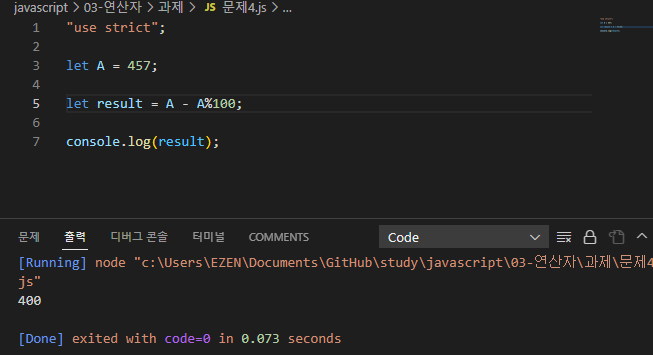 javascript > 03-연산자 > 과제 > JS 문제4.js > ...
1 "use strict";
2
3 let A = 457;
4
5 let result = A - A%100;
6
7 console.log(result);
문제 출력 디버그 콘솔 터미널 COMMENTS Code
[Running] node "c:\Users\EZEN\Documents\GitHub\study\javascript\03-연산자\과제\문제4
js"
400
[Done] exited with code=0 in 0.073 seconds